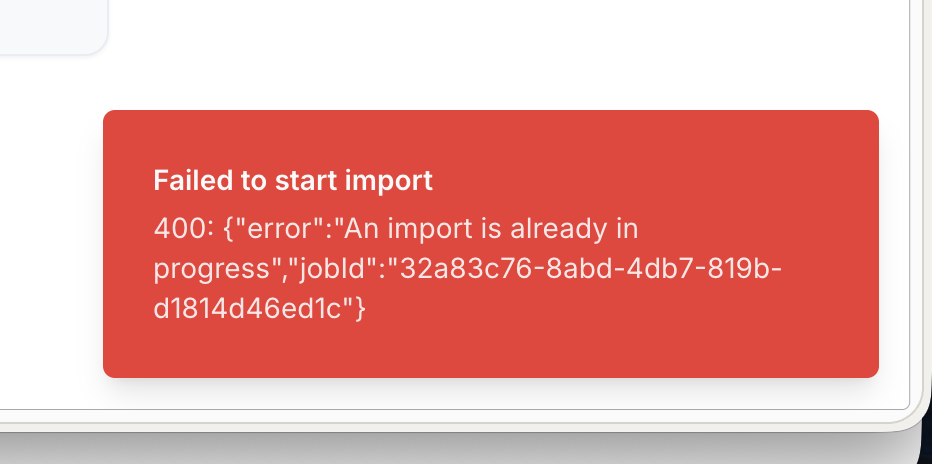 Failed to start import
400: {"error":"An import is already in
progress","jobId":"32a83c76-8abd-4db7-819b-
d1814d46ed1c"}